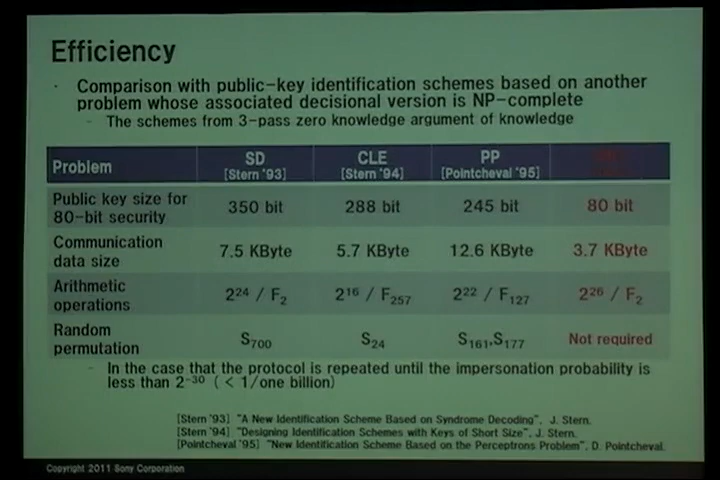 Efficiency
· Comparison with public-key identification schemes based on another
problem whose associated decisional version is NP-complete
- The schemes from 3-pass zero knowledge argument of knowledge
Problem SD CLE PP
[Stern '93] [Stern '94] [Pointcheval '95]
Public key size for
80-bit security 350 bit 288 bit 245 bit 80 bit
Communication
data size 7.5 KByte 5.7 KByte 12.6 KByte 3.7 KByte
Arithmetic
operations 2²⁴ / F₂ 2¹⁶ / F₂₅₇ 2²² / F₁₂₇ 2²⁶ / F₂
Random
permutation S₇₀₀ S₂₄ S₁₆₁,S₁₇₇ Not required
- In the case that the protocol is repeated until the impersonation probability is
less than 2⁻³⁰ ( < 1/one billion)
[Stern '93] "A New Identification Scheme Based on Syndrome Decoding", J. Stern.
[Stern '94] "Designing Identification Schemes with Keys of Short Size", J. Stern.
[Pointcheval '95] "New Identification Scheme Based on the Perceptrons Problem", D. Pointcheval.
Copyright 2011 Sony Corporation